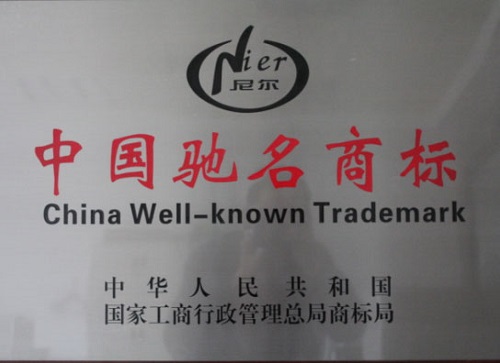 Nier
尼尔
中国驰名商标
China Well-known Trademark
中华人民共和国
国家工商行政管理总局商标局